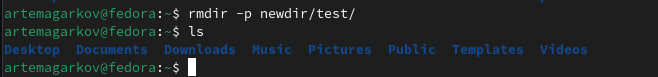 artemagarkov@fedora:~$ rmdir -p newdir/test/
artemagarkov@fedora:~$ ls
Desktop Documents Downloads Music Pictures Public Templates Videos
artemagarkov@fedora:~$